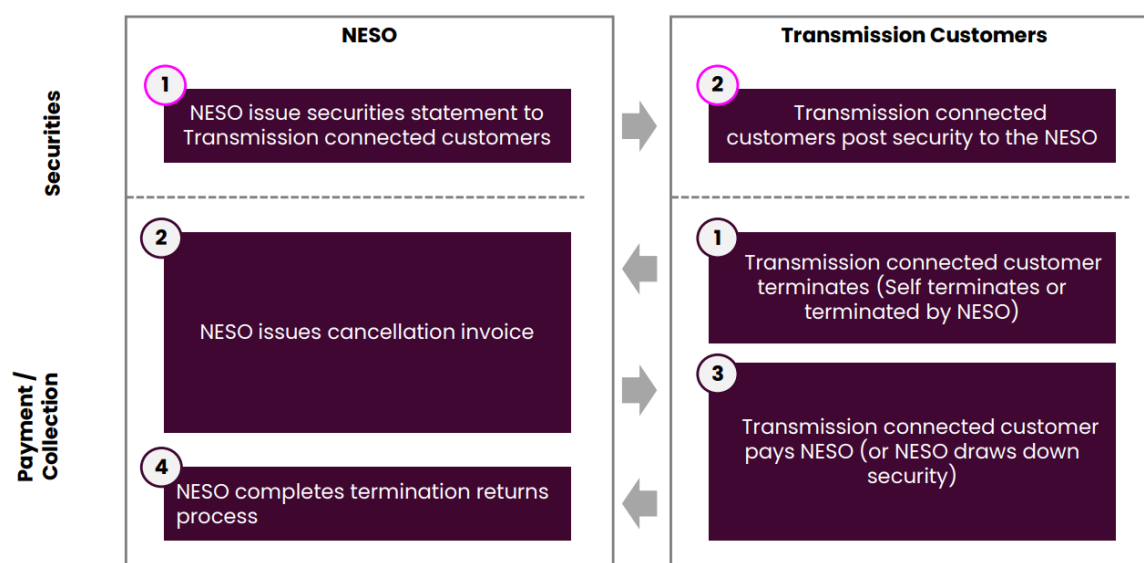 NESO
Transmission Customers
Securities
1
NESO issue securities statement to
Transmission connected customers
2
Transmission connected
customers post security to the NESO
Payment /
Collection
1
Transmission connected customer
terminates (Self terminates or
terminated by NESO)
2
NESO issues cancellation invoice
3
Transmission connected customer
pays NESO (or NESO draws down
security)
4
NESO completes termination returns
process